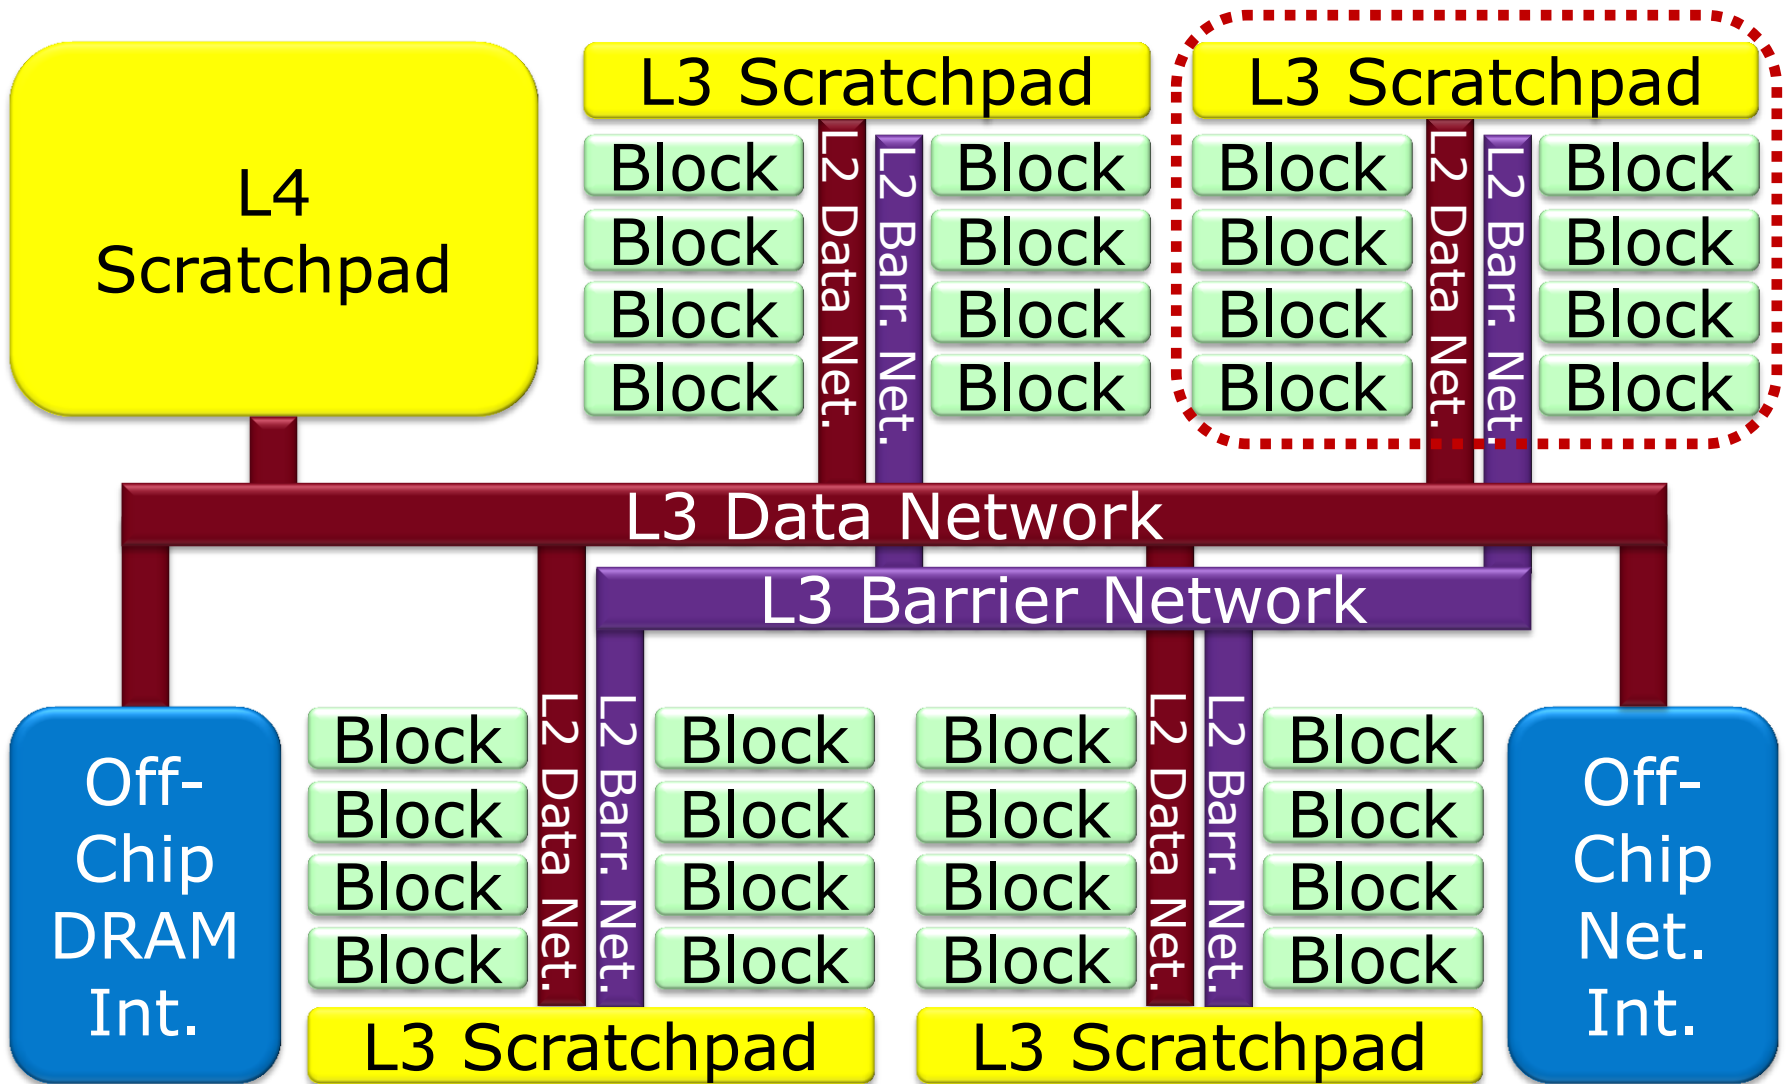 L4
Scratchpad
L3 Scratchpad
Block
Block
Block
Block
L2 Data Net.
L2 Barr. Net.
Block
Block
Block
Block
L3 Scratchpad
Block
Block
Block
Block
L2 Data Net.
L2 Barr. Net.
Block
Block
Block
Block
L3 Data Network
L3 Barrier Network
Off-
Chip
DRAM
Int.
Block
Block
Block
Block
L2 Data Net.
L2 Barr. Net.
Block
Block
Block
Block
L3 Scratchpad
Block
Block
Block
Block
L2 Data Net.
L2 Barr. Net.
Block
Block
Block
Block
L3 Scratchpad
Off-
Chip
Net.
Int.